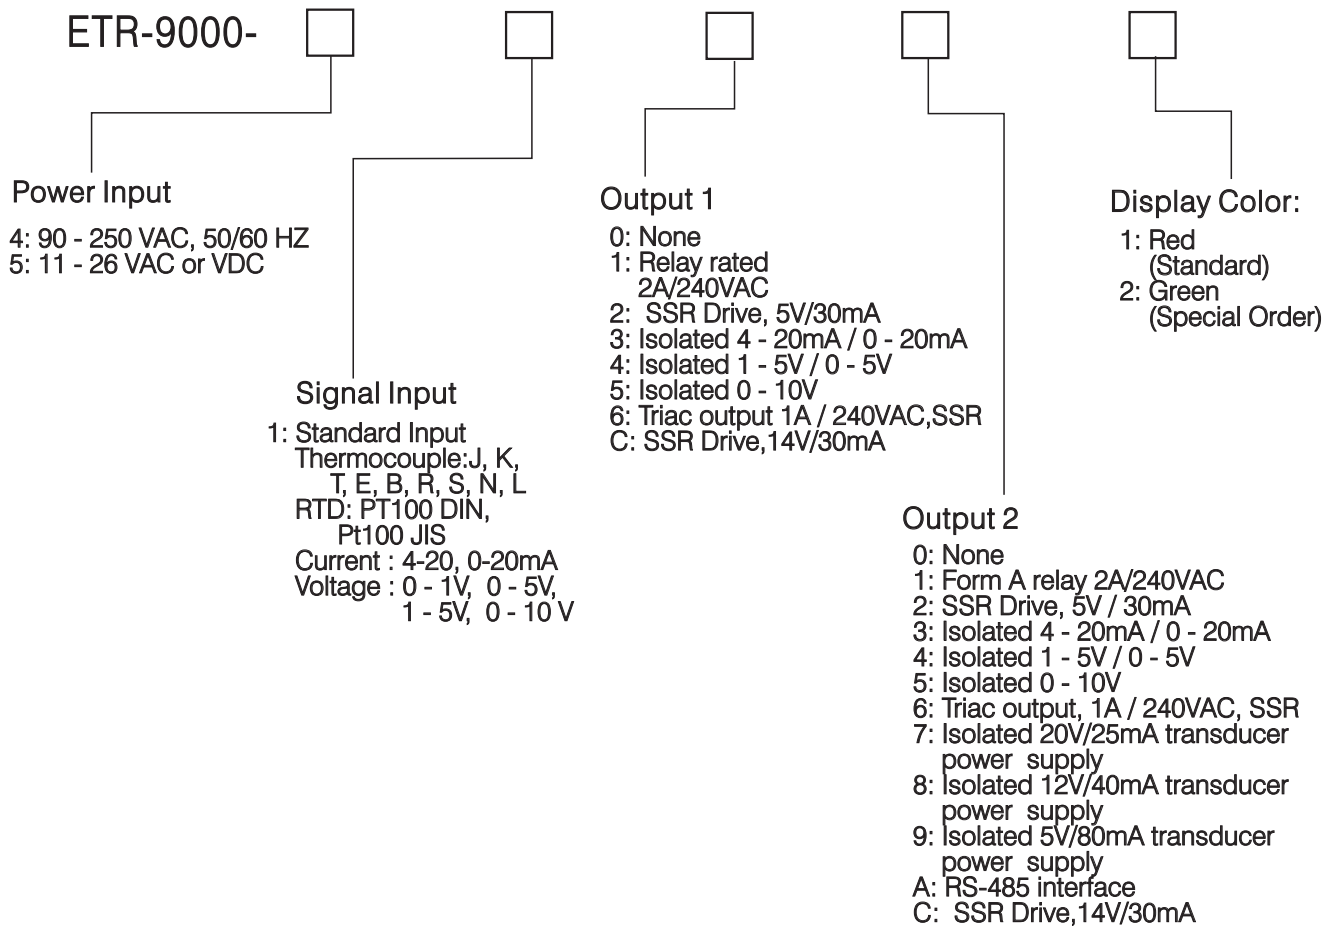 ETR-9000-
Power Input
4: 90 - 250 VAC, 50/60 HZ
5: 11 - 26 VAC or VDC
Signal Input
1: Standard Input
Thermocouple:J, K,
T, E, B, R, S, N, L
RTD: PT100 DIN,
Pt100 JIS
Current : 4-20, 0-20mA
Voltage : 0 - 1V, 0 - 5V,
1 - 5V, 0 - 10 V
Output 1
0: None
1: Relay rated
2A/240VAC
2: SSR Drive, 5V/30mA
3: Isolated 4 - 20mA / 0 - 20mA
4: Isolated 1 - 5V / 0 - 5V
5: Isolated 0 - 10V
6: Triac output 1A / 240VAC,SSR
C: SSR Drive,14V/30mA
Output 2
0: None
1: Form A relay 2A/240VAC
2: SSR Drive, 5V / 30mA
3: Isolated 4 - 20mA / 0 - 20mA
4: Isolated 1 - 5V / 0 - 5V
5: Isolated 0 - 10V
6: Triac output, 1A / 240VAC, SSR
7: Isolated 20V/25mA transducer
power supply
8: Isolated 12V/40mA transducer
power supply
9: Isolated 5V/80mA transducer
power supply
A: RS-485 interface
C: SSR Drive,14V/30mA
Display Color:
1: Red
(Standard)
2: Green
(Special Order)